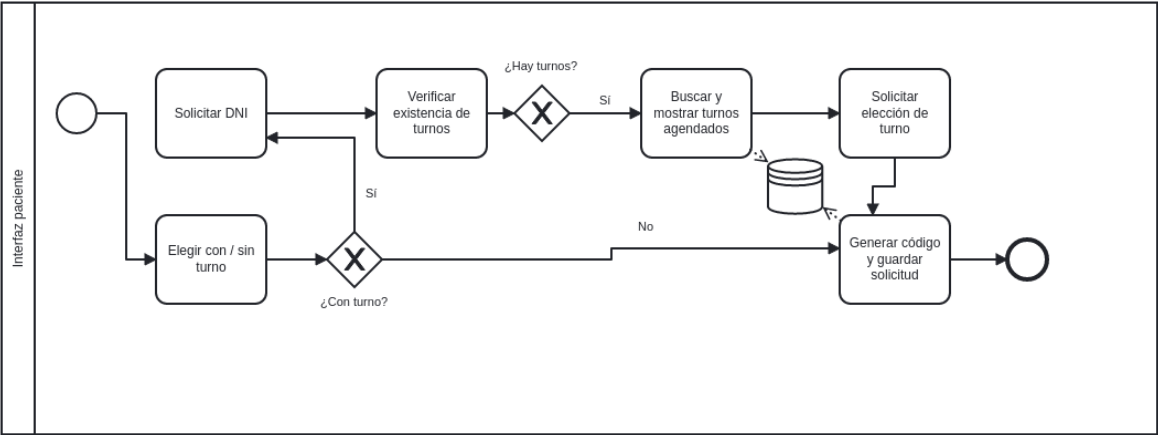 Interfaz paciente
¿Hay turnos?
Solicitar DNI
Verificar
existencia de
turnos
Sí
Buscar y
mostrar turnos
agendados
Solicitar
elección de
turno
Sí
Elegir con / sin
turno
¿Con turno?
No
Generar código
y guardar
solicitud